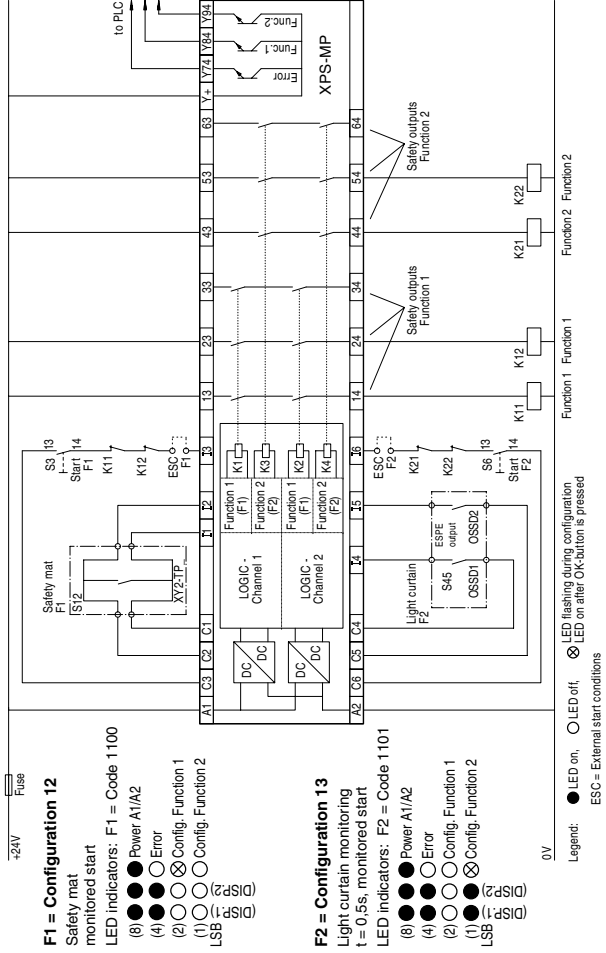 +24V
Fuse
F1 = Configuration 12
Safety mat
monitored start
LED indicators: F1 = Code 1100
(8) Power A1/A2
(4) Error
(2) Config. Function 1
(1) Config. Function 2
LSB
(DISP.1)
(DISP.2)
F2 = Configuration 13
Light curtain monitoring
t = 0,5s, monitored start
LED indicators: F2 = Code 1101
(8) Power A1/A2
(4) Error
(2) Config. Function 1
(1) Config. Function 2
LSB
(DISP.1)
(DISP.2)
0V
Legend: LED on, LED off, LED flashing during configuration
LED on after OK-button is pressed
ESC = External start conditions
Safety mat
F1
S12
XY2-TP
S3 13
14
Start
F1
K11
K12
ESC
F1
to PLC
A1 C3 C2 C1 I1 I2 I3 13 23 33 43 53 63 Y+ Y74 Y84 Y94
Error
Func.1
Func.2
XPS-MP
DC
DC
DC
DC
LOGIC -
Channel 1
LOGIC -
Channel 2
Function 1
(F1)
Function 2
(F2)
Function 1
(F1)
Function 2
(F2)
K1
K3
K2
K4
A2 C6 C5 C4 I4 I5 I6 14 24 34 44 54 64
Light curtain
F2
S45
ESPE
output
OSSD1
OSSD2
ESC
F2
K21
K22
S6 13
14
Start
F2
Safety outputs
Function 1
Safety outputs
Function 2
K11
K12
K21
K22
Function 1
Function 1
Function 2
Function 2